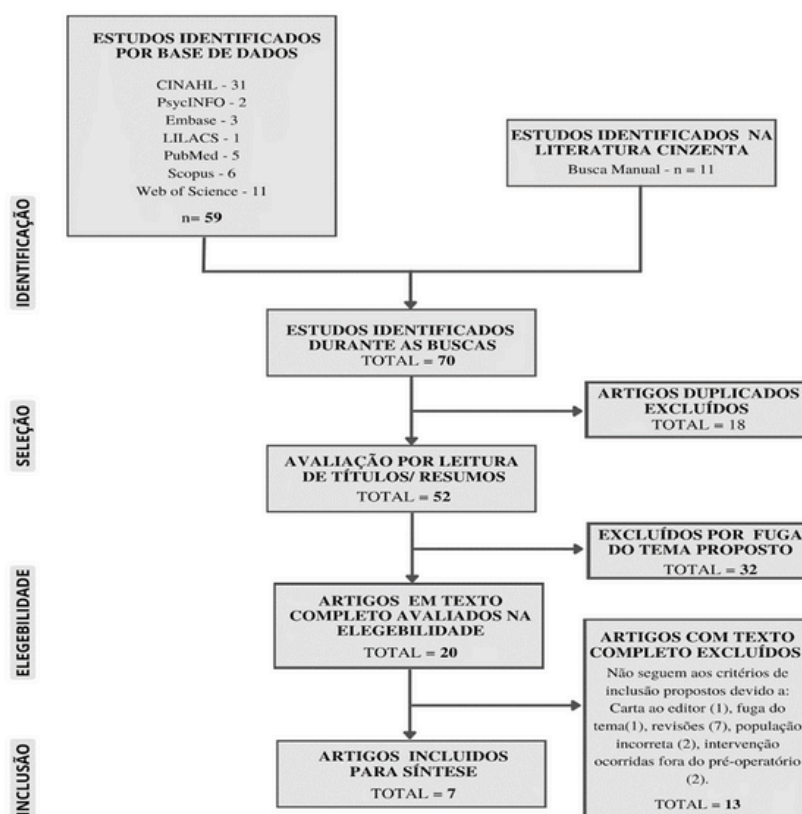 ESTUDOS IDENTIFICADOS
POR BASE DE DADOS
CINAHL - 31
PsycINFO - 2
Embase - 3
LILACS - 1
PubMed - 5
Scopus - 6
Web of Science - 11
n= 59
ESTUDOS IDENTIFICADOS NA
LITERATURA CINZENTA
Busca Manual - n = 11
IDENTIFICAÇÃO
ESTUDOS IDENTIFICADOS
DURANTE AS BUSCAS
TOTAL = 70
SELEÇÃO
ARTIGOS DUPLICADOS
EXCLUÍDOS
TOTAL = 18
AVALIAÇÃO POR LEITURA
DE TÍTULOS/ RESUMOS
TOTAL = 52
EXCLUÍDOS POR FUGA
DO TEMA PROPOSTO
TOTAL = 32
ELEGEBILIDADE
ARTIGOS EM TEXTO
COMPLETO AVALIADOS NA
ELEGEBILIDADE
TOTAL = 20
ARTIGOS COM TEXTO
COMPLETO EXCLUÍDOS
Não seguem aos critérios de
inclusão propostos devido a:
Carta ao editor (1), fuga do
tema(1), revisões (7), população
incorreta (2), intervenção
ocorridas fora do pré-operatório
(2).
TOTAL = 13
INCLUSÃO
ARTIGOS INCLUIDOS
PARA SÍNTESE
TOTAL = 7